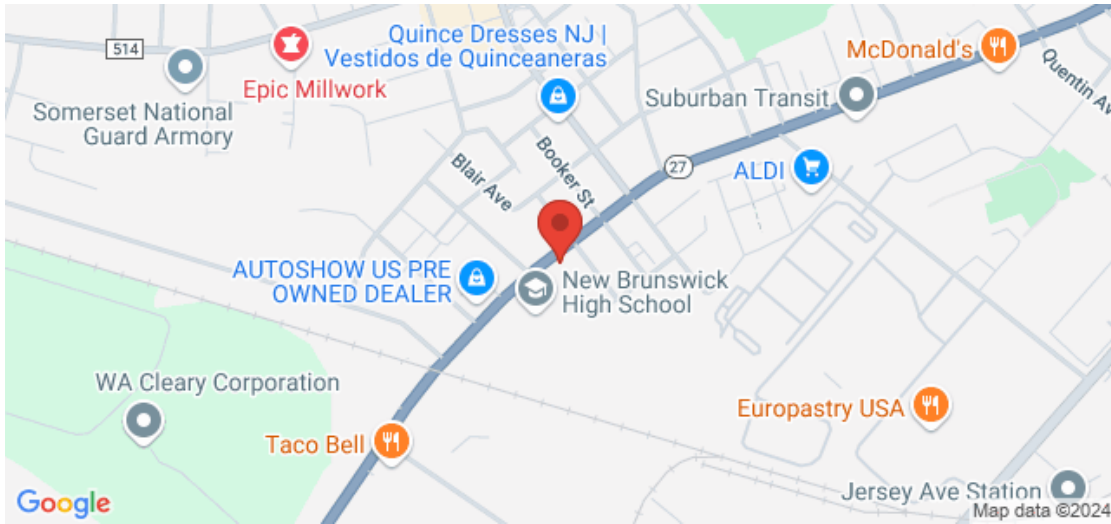 514
Epic Millwork
Somerset National
Guard Armory
Quince Dresses NJ |
Vestidos de Quinceaneras
McDonald's
Quentin Av
Suburban Transit
27
ALDI
Blair Ave
Booker St
AUTOSHOW US PRE
OWNED DEALER
New Brunswick
High School
WA Cleary Corporation
Taco Bell
Europastry USA
Jersey Ave Station
Google
Map data ©2024